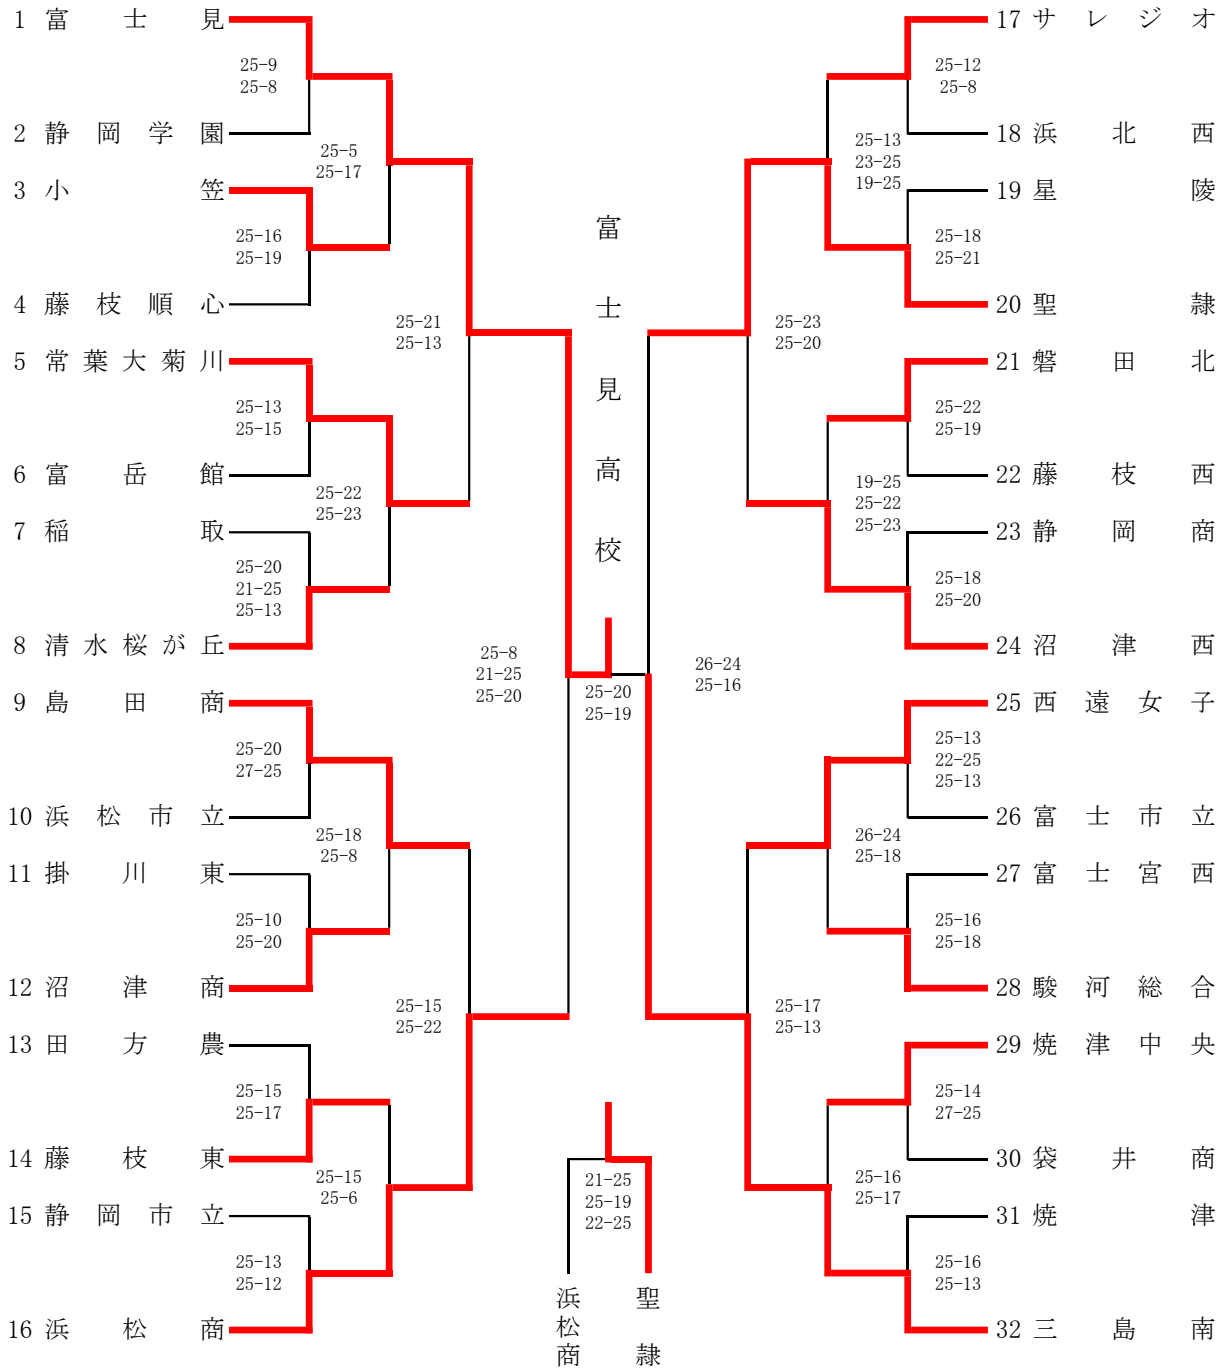 1 富士見
25-9
25-8
2 静岡学園
25-5
25-17
3 小笠
25-16
25-19
4 藤枝順心
25-21
25-13
5 常葉大菊川
25-13
25-15
6 富岳館
25-22
25-23
7 稲取
25-20
21-25
25-13
8 清水桜が丘
25-8
21-25
25-20
9 島田商
25-20
27-25
10 浜松市立
25-18
25-8
11 掛川東
25-10
25-20
12 沼津商
25-15
25-22
13 田方農
25-15
25-17
14 藤枝東
25-15
25-6
15 静岡市立
25-13
25-12
16 浜松商
富士見高校
25-20
25-19
21-25
25-19
22-25
浜松商
聖隷
17 サレジオ
25-12
25-8
18 浜北西
25-13
23-25
19-25
19 星陵
25-18
25-21
20 聖隷
25-23
25-20
21 磐田北
25-22
25-19
22 藤枝西
19-25
25-22
25-23
23 静岡商
25-18
25-20
24 沼津西
26-24
25-16
25 西遠女子
25-13
22-25
25-13
26 富士市立
26-24
25-18
27 富士宮西
25-16
25-18
28 駿河総合
25-17
25-13
29 焼津中央
25-14
27-25
30 袋井商
25-16
25-17
31 焼津
25-16
25-13
32 三島南